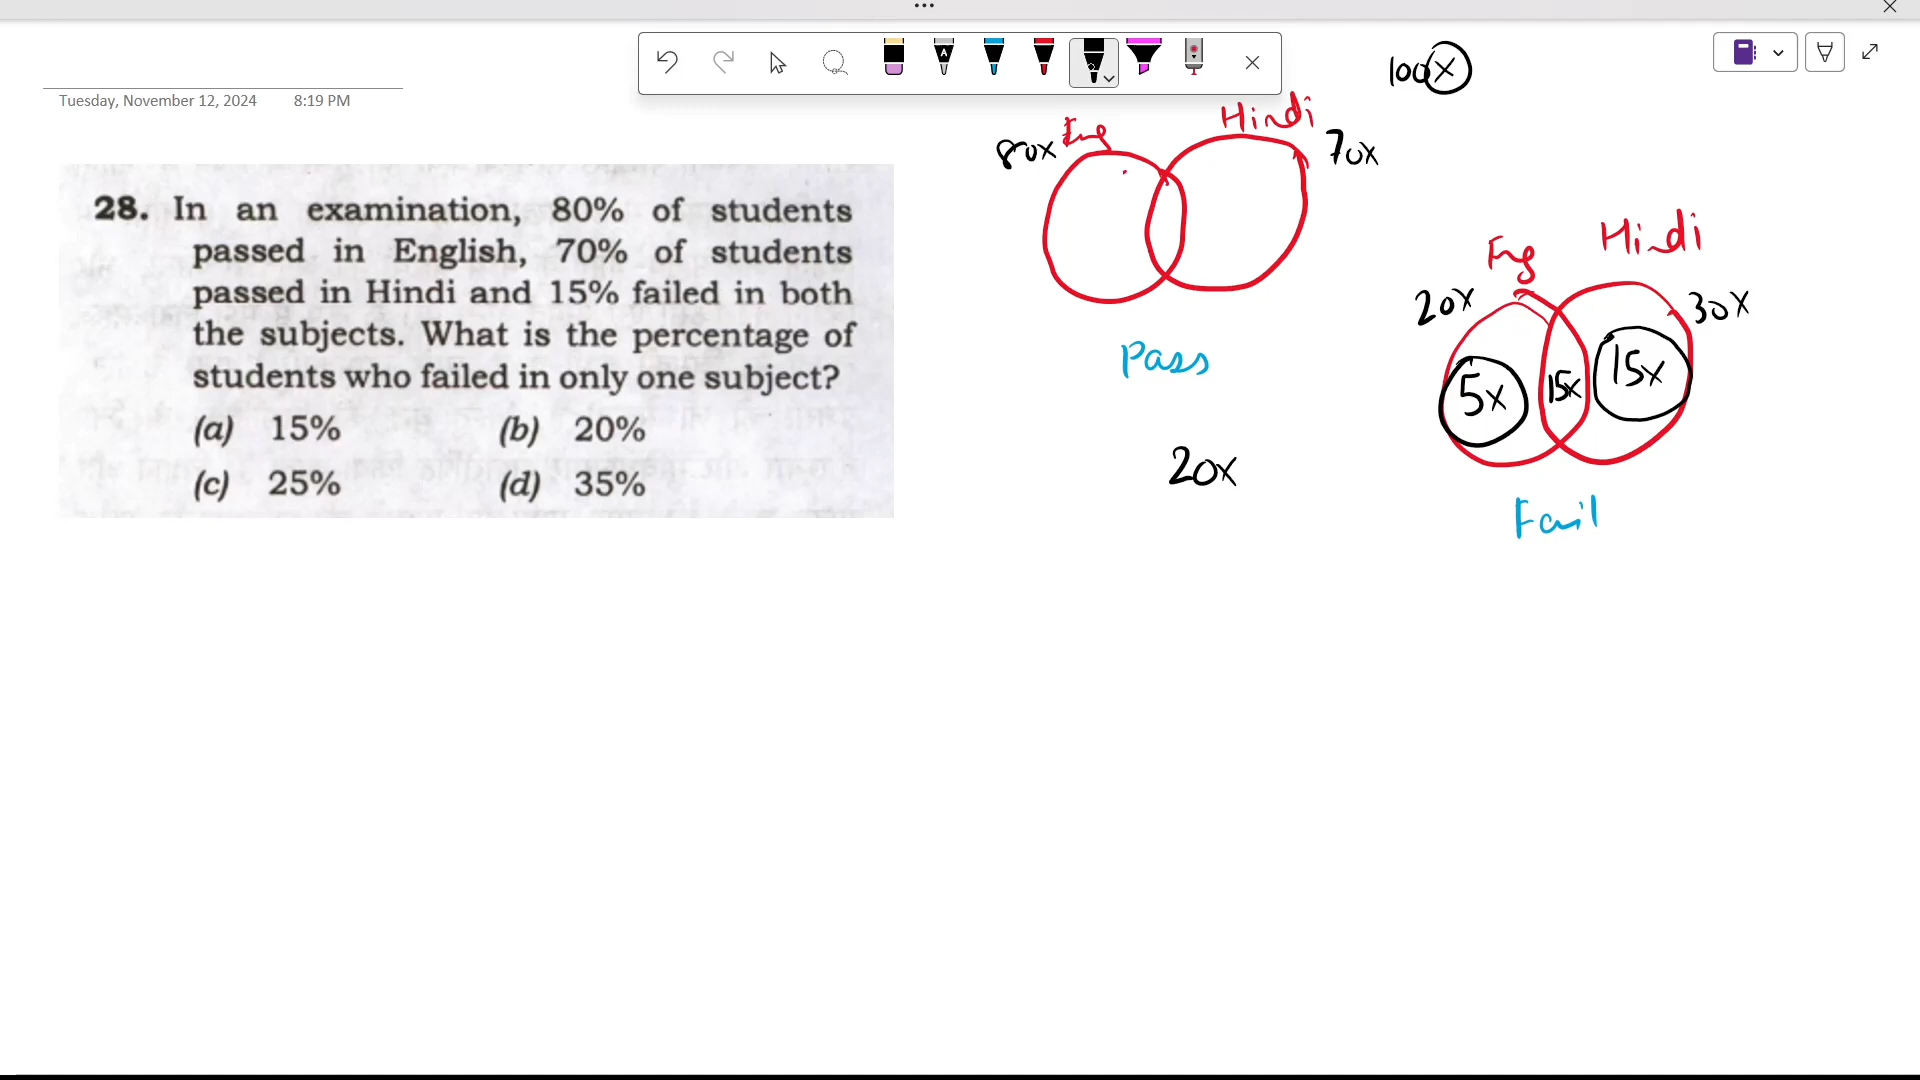 100x
Tuesday, November 12, 2024 8:19 PM
Eng Hindi
80x 70x
28. In an examination, 80% of students
passed in English, 70% of students
passed in Hindi and 15% failed in both
the subjects. What is the percentage of
students who failed in only one subject?
(a) 15% (b) 20%
(c) 25% (d) 35%
Pass
20x
Eng Hindi
20x 30x
5x 15x 15x
Fail